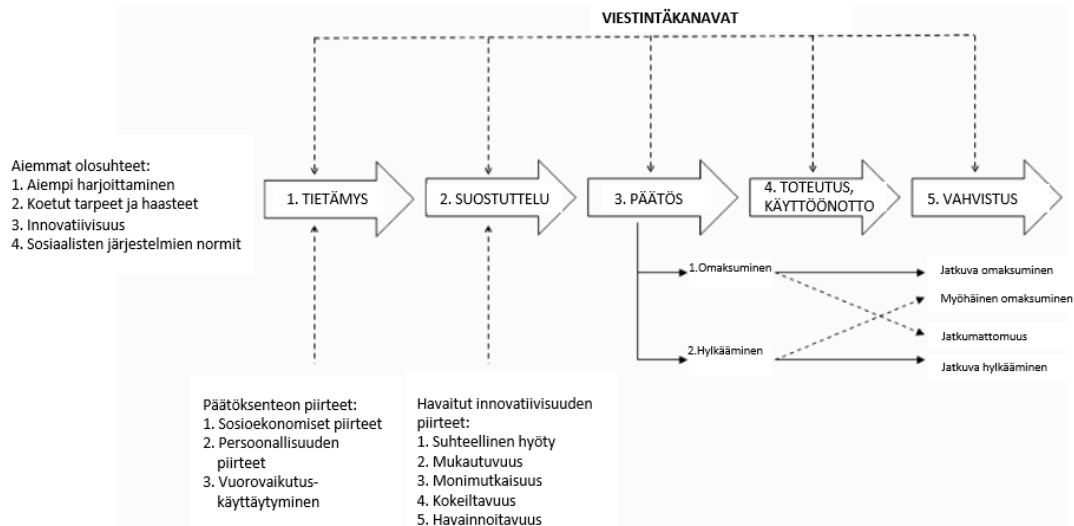 VIESTINTÄKANAVAT
Aiemmat olosuhteet:
1. Aiempi harjoittaminen
2. Koetut tarpeet ja haasteet
3. Innovatiivisuus
4. Sosiaalisten järjestelmien normit
1. TIETÄMYS
2. SUOSTUTTELU
3. PÄÄTÖS
4. TOTEUTUS,
KÄYTTÖÖNOTTO
5. VAHVISTUS
1.Omaksuminen
2.Hylkääminen
Jatkuva omaksuminen
Myöhäinen omaksuminen
Jatkumattomuus
Jatkuva hylkääminen
Päätöksenteon piirteet:
1. Sosioekonomiset piirteet
2. Persoonallisuuden
piirteet
3. Vuorovaikutus-
käyttäytyminen
Havaitut innovatiivisuuden
piirteet:
1. Suhteellinen hyöty
2. Mukautuvuus
3. Monimutkaisuus
4. Kokeiltavuus
5. Havainnoitavuus